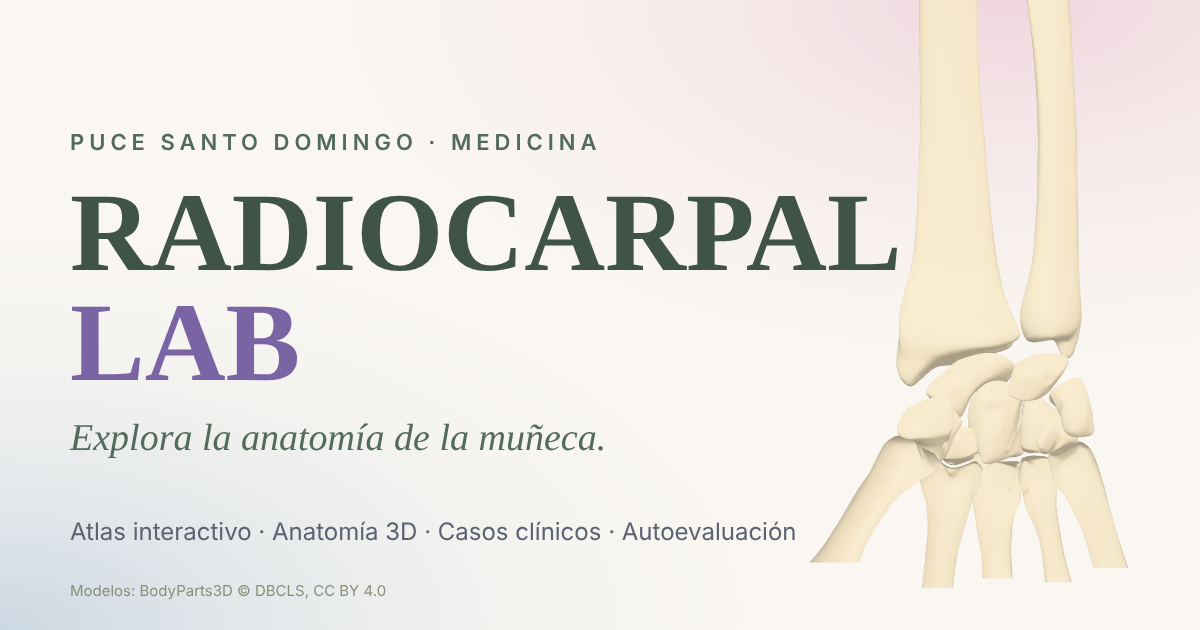 PUCE SANTO DOMINGO · MEDICINA
RADIOCARPAL
LAB
Explora la anatomía de la muñeca.
Atlas interactivo · Anatomía 3D · Casos clínicos · Autoevaluación
Modelos: BodyParts3D © DBCLS, CC BY 4.0